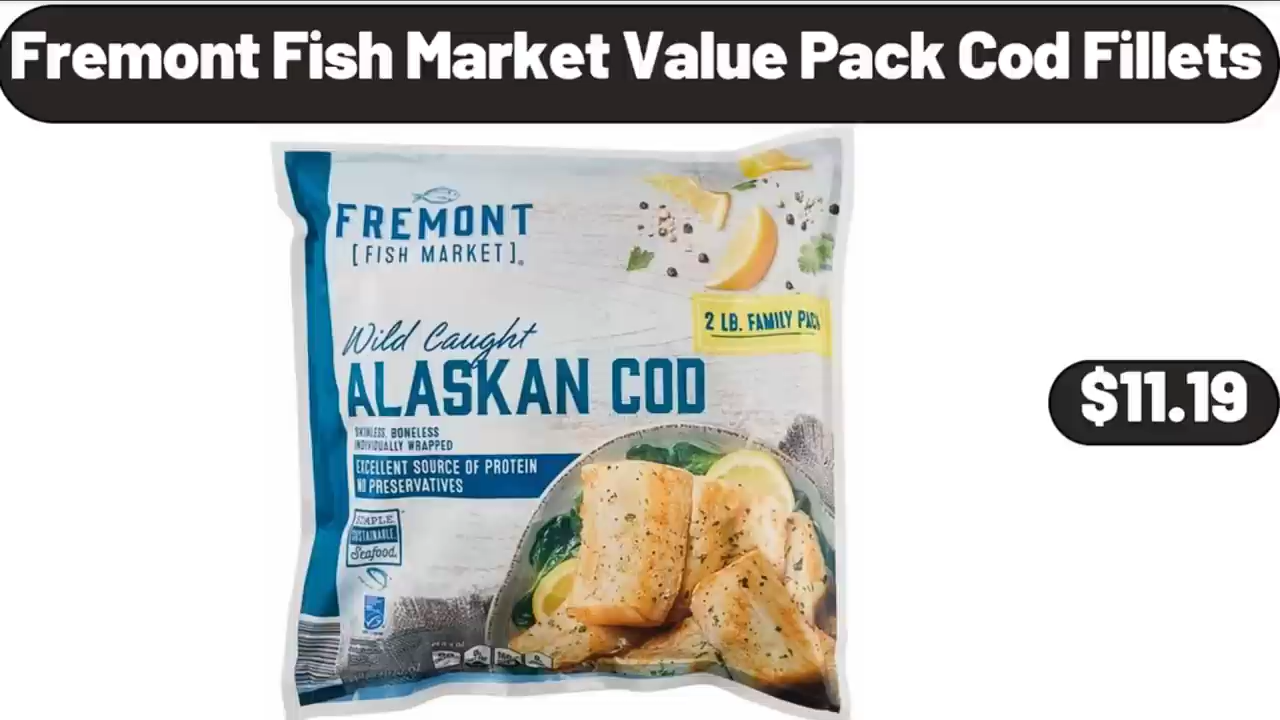 Fremont Fish Market Value Pack Cod Fillets
FREMONT
[FISH MARKET]®
2 LB. FAMILY PACK
Wild Caught
ALASKAN COD
SKINLESS, BONELESS
INDIVIDUALLY WRAPPED
EXCELLENT SOURCE OF PROTEIN
NO PRESERVATIVES
SIMPLE.
SUSTAINABLE.
Seafood.
$11.19